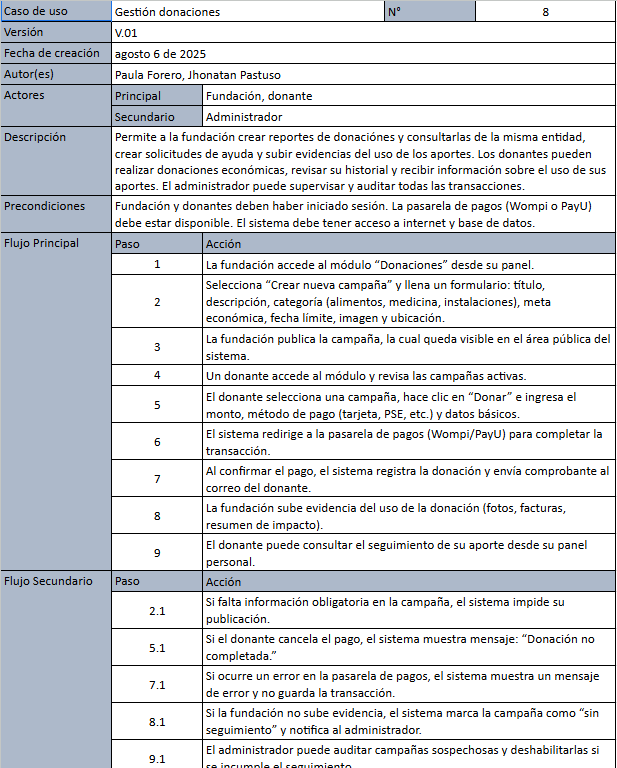 Caso de uso Gestión donaciones N° 8
Versión V.01
Fecha de creación agosto 6 de 2025
Autor(es) Paula Forero, Jhonatan Pastuso
Actores Principal Fundación, donante
Secundario Administrador
Descripción Permite a la fundación crear reportes de donaciónes y consultarlas de la misma entidad,
crear solicitudes de ayuda y subir evidencias del uso de los aportes. Los donantes pueden
realizar donaciones económicas, revisar su historial y recibir información sobre el uso de sus
aportes. El administrador puede supervisar y auditar todas las transacciones.
Precondiciones Fundación y donantes deben haber iniciado sesión. La pasarela de pagos (Wompi o PayU)
debe estar disponible. El sistema debe tener acceso a internet y base de datos.
Flujo Principal Paso Acción
1 La fundación accede al módulo “Donaciones” desde su panel.
2 Selecciona “Crear nueva campaña” y llena un formulario: título,
descripción, categoría (alimentos, medicina, instalaciones), meta
económica, fecha límite, imagen y ubicación.
3 La fundación publica la campaña, la cual queda visible en el área pública del
sistema.
4 Un donante accede al módulo y revisa las campañas activas.
5 El donante selecciona una campaña, hace clic en “Donar” e ingresa el
monto, método de pago (tarjeta, PSE, etc.) y datos básicos.
6 El sistema redirige a la pasarela de pagos (Wompi/PayU) para completar la
transacción.
7 Al confirmar el pago, el sistema registra la donación y envía comprobante al
correo del donante.
8 La fundación sube evidencia del uso de la donación (fotos, facturas,
resumen de impacto).
9 El donante puede consultar el seguimiento de su aporte desde su panel
personal.
Flujo Secundario Paso Acción
2.1 Si falta información obligatoria en la campaña, el sistema impide su
publicación.
5.1 Si el donante cancela el pago, el sistema muestra mensaje: “Donación no
completada.”
7.1 Si ocurre un error en la pasarela de pagos, el sistema muestra un mensaje
de error y no guarda la transacción.
8.1 Si la fundación no sube evidencia, el sistema marca la campaña como “sin
seguimiento” y notifica al administrador.
9.1 El administrador puede auditar campañas sospechosas y deshabilitarlas si
se incumple el seguimiento.